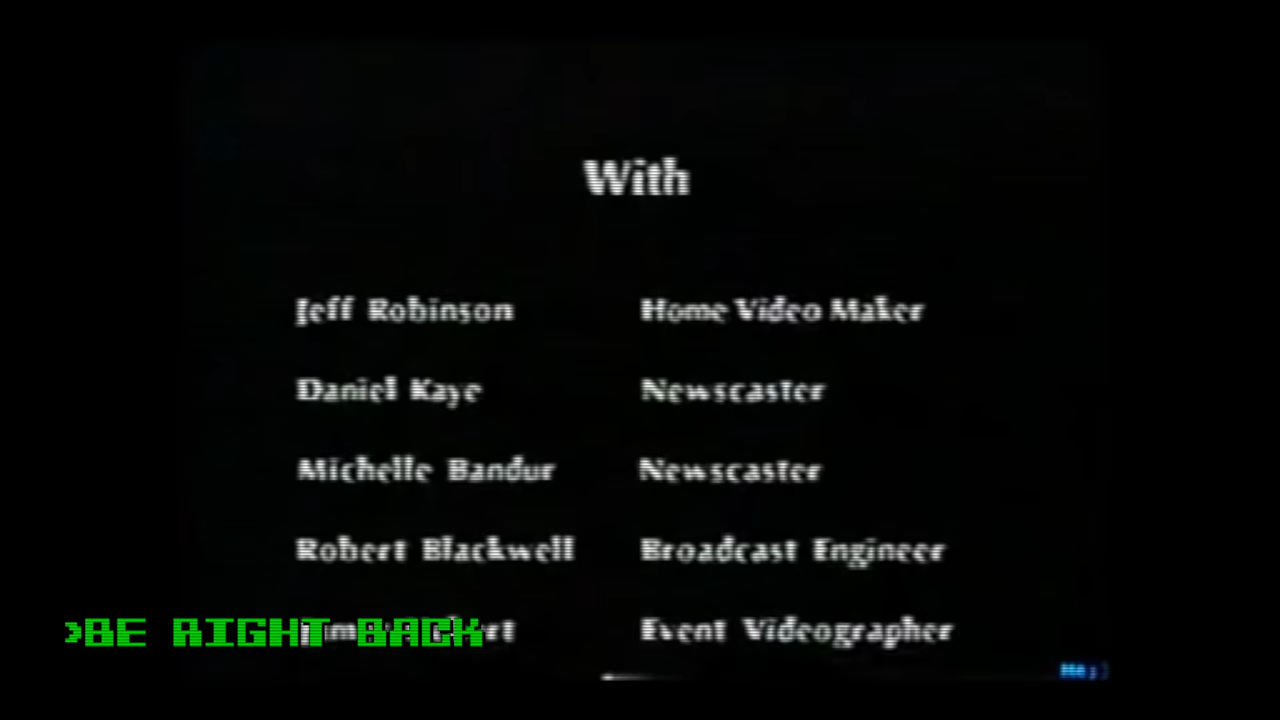 With
Jeff Robinson Home Video Maker
Daniel Kaye Newscaster
Michelle Bandur Newscaster
Robert Blackwell Broadcast Engineer
>BE RIGHT BACK
Event Videographer